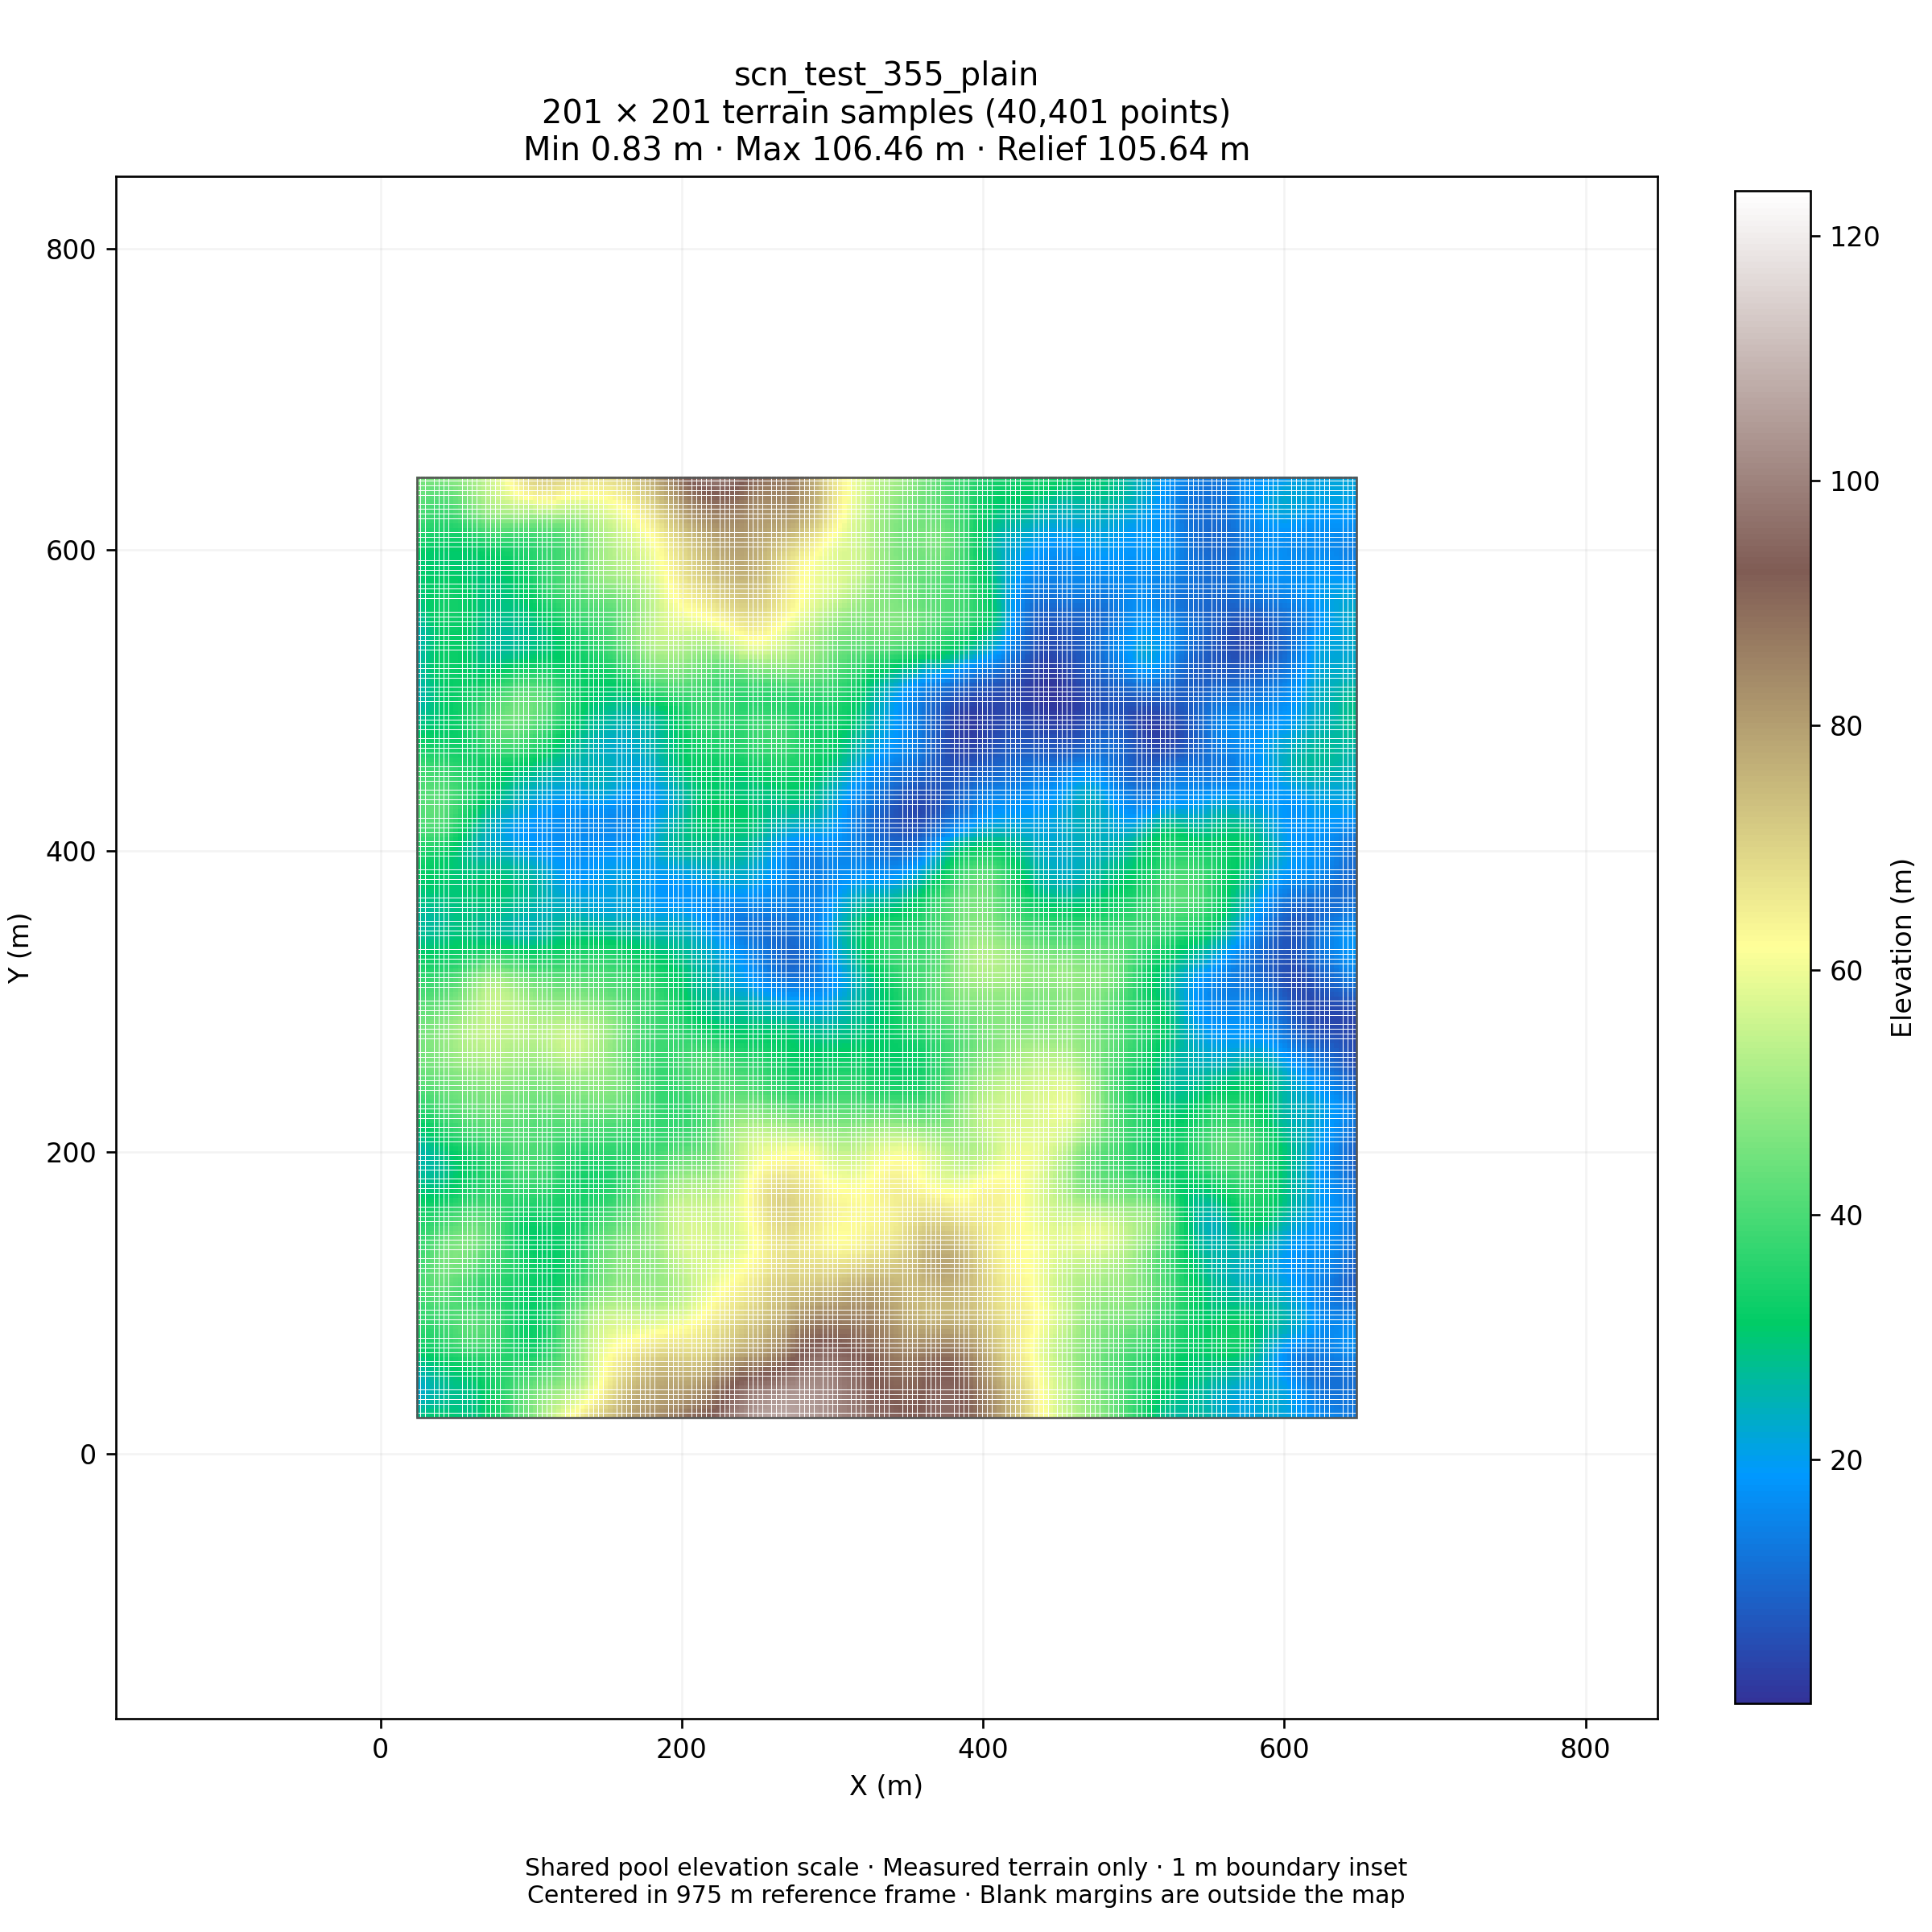 scn_test_355_plain
201 × 201 terrain samples (40,401 points)
Min 0.83 m · Max 106.46 m · Relief 105.64 m
800
600
400
200
0
Y (m)
0 200 400 600 800
X (m)
120
100
80
60
40
20
Elevation (m)
Shared pool elevation scale · Measured terrain only · 1 m boundary inset
Centered in 975 m reference frame · Blank margins are outside the map